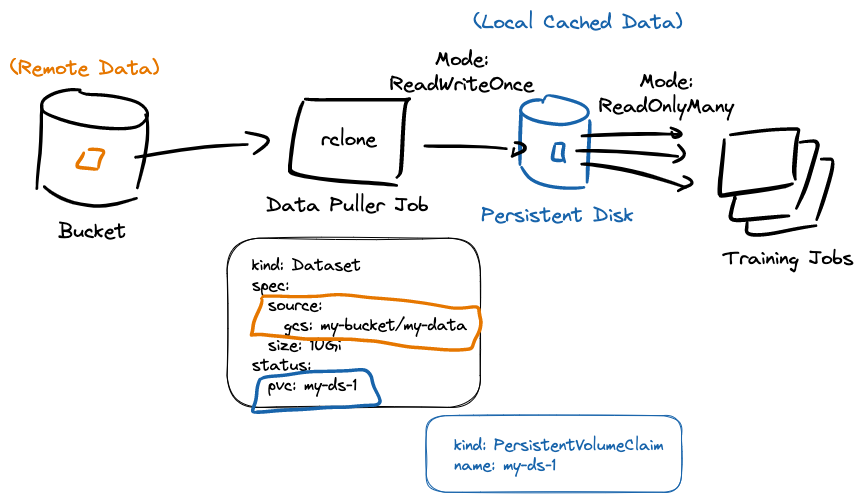 (Local Cached Data)
(Remote Data)
Mode:
ReadWriteOnce
Mode:
ReadOnlyMany
rclone
Bucket
Data Puller Job
Persistent Disk
Training Jobs
kind: Dataset
spec:
source:
gcs: my-bucket/my-data
size: 10Gi
status:
pvc: my-ds-1
kind: PersistentVolumeClaim
name: my-ds-1